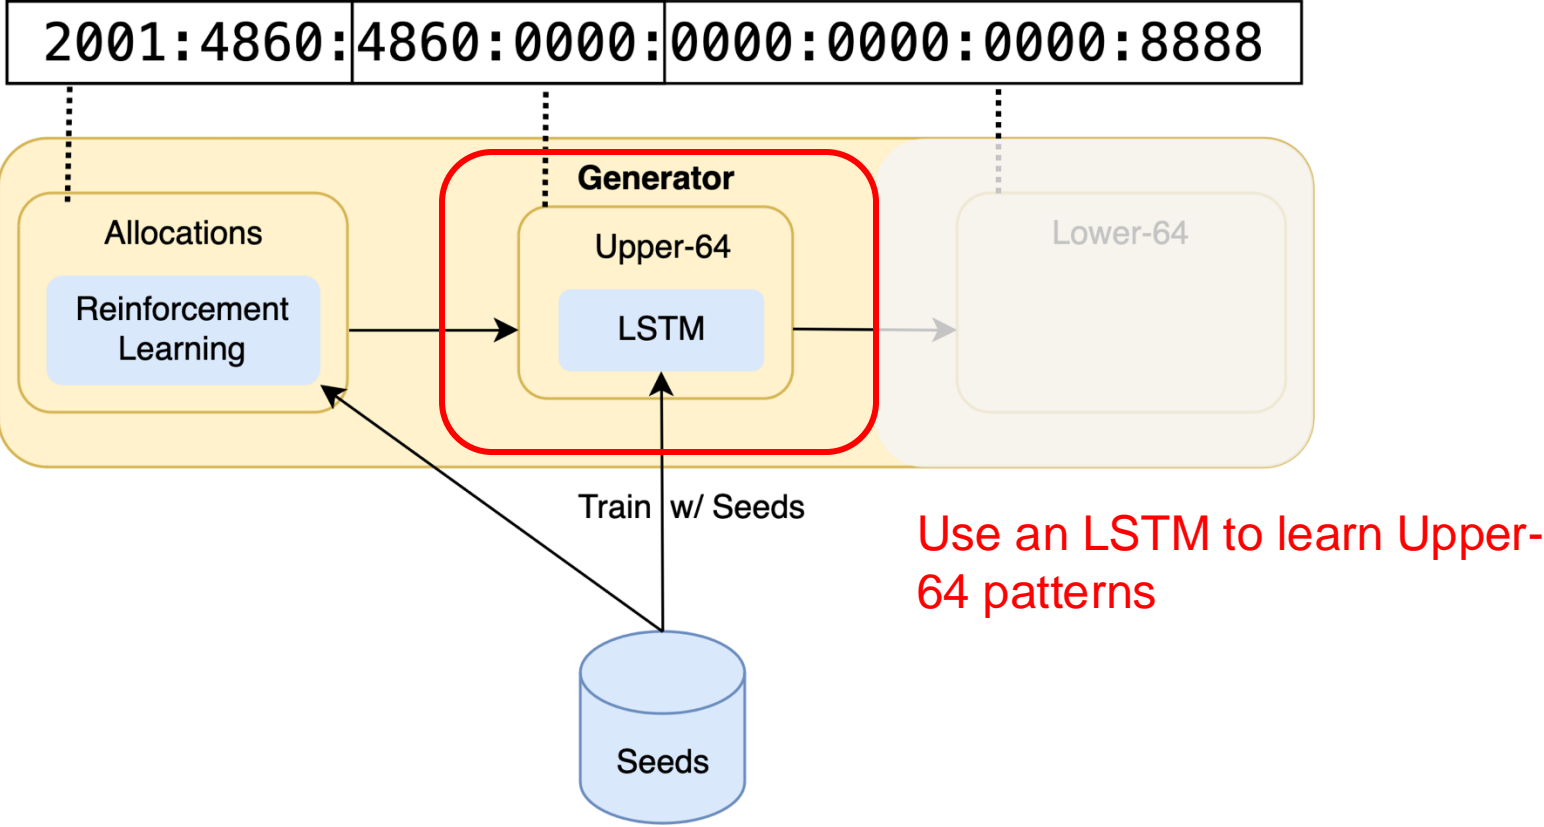 2001:4860:4860:0000:0000:0000:0000:8888
Generator
Allocations
Reinforcement
Learning
Upper-64
LSTM
Lower-64
Train w/ Seeds
Use an LSTM to learn Upper-
64 patterns
Seeds